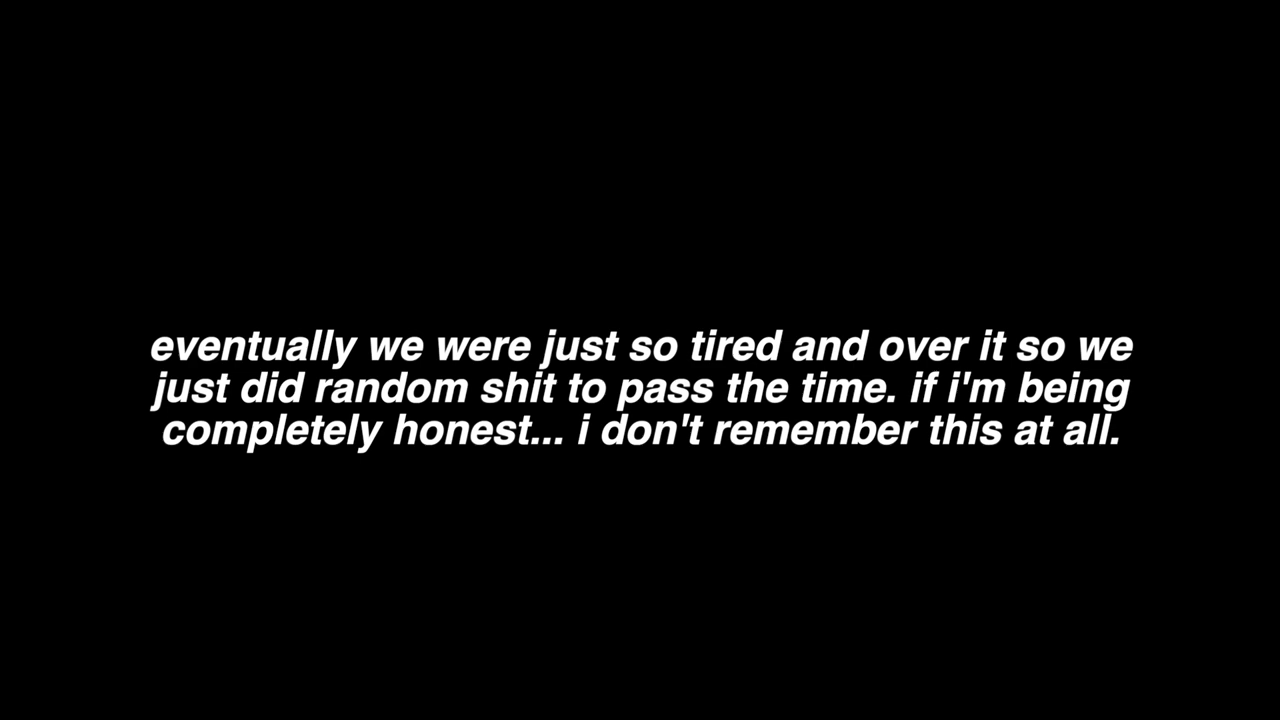 eventually we were just so tired and over it so we
just did random shit to pass the time. if i'm being
completely honest... i don't remember this at all.